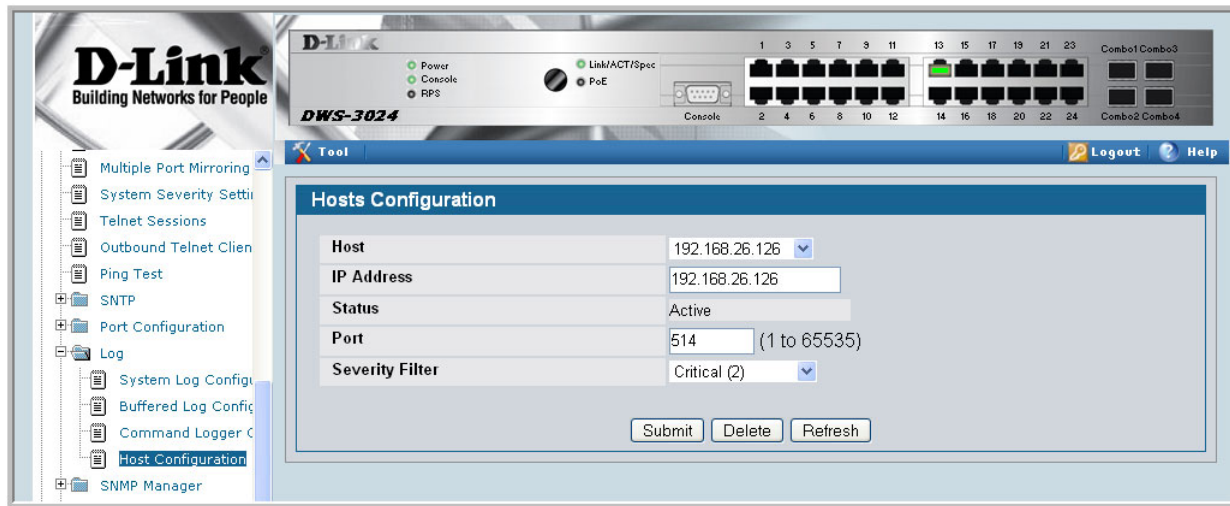 D-Link
Building Networks for People
D-Link
Power
Console
RPS
Link/ACT/Spec
PoE
DWS-3024
Console
1 3 5 7 9 11 13 15 17 19 21 23
2 4 6 8 10 12 14 16 18 20 22 24
Combo1 Combo3
Combo2 Combo4
Tool
Logout
Help
Multiple Port Mirroring
System Severity Setti
Telnet Sessions
Outbound Telnet Clien
Ping Test
SNTP
Port Configuration
Log
System Log Configu
Buffered Log Config
Command Logger C
Host Configuration
SNMP Manager
Hosts Configuration
Host 192.168.26.126
IP Address 192.168.26.126
Status Active
Port 514 (1 to 65535)
Severity Filter Critical (2)
Submit Delete Refresh